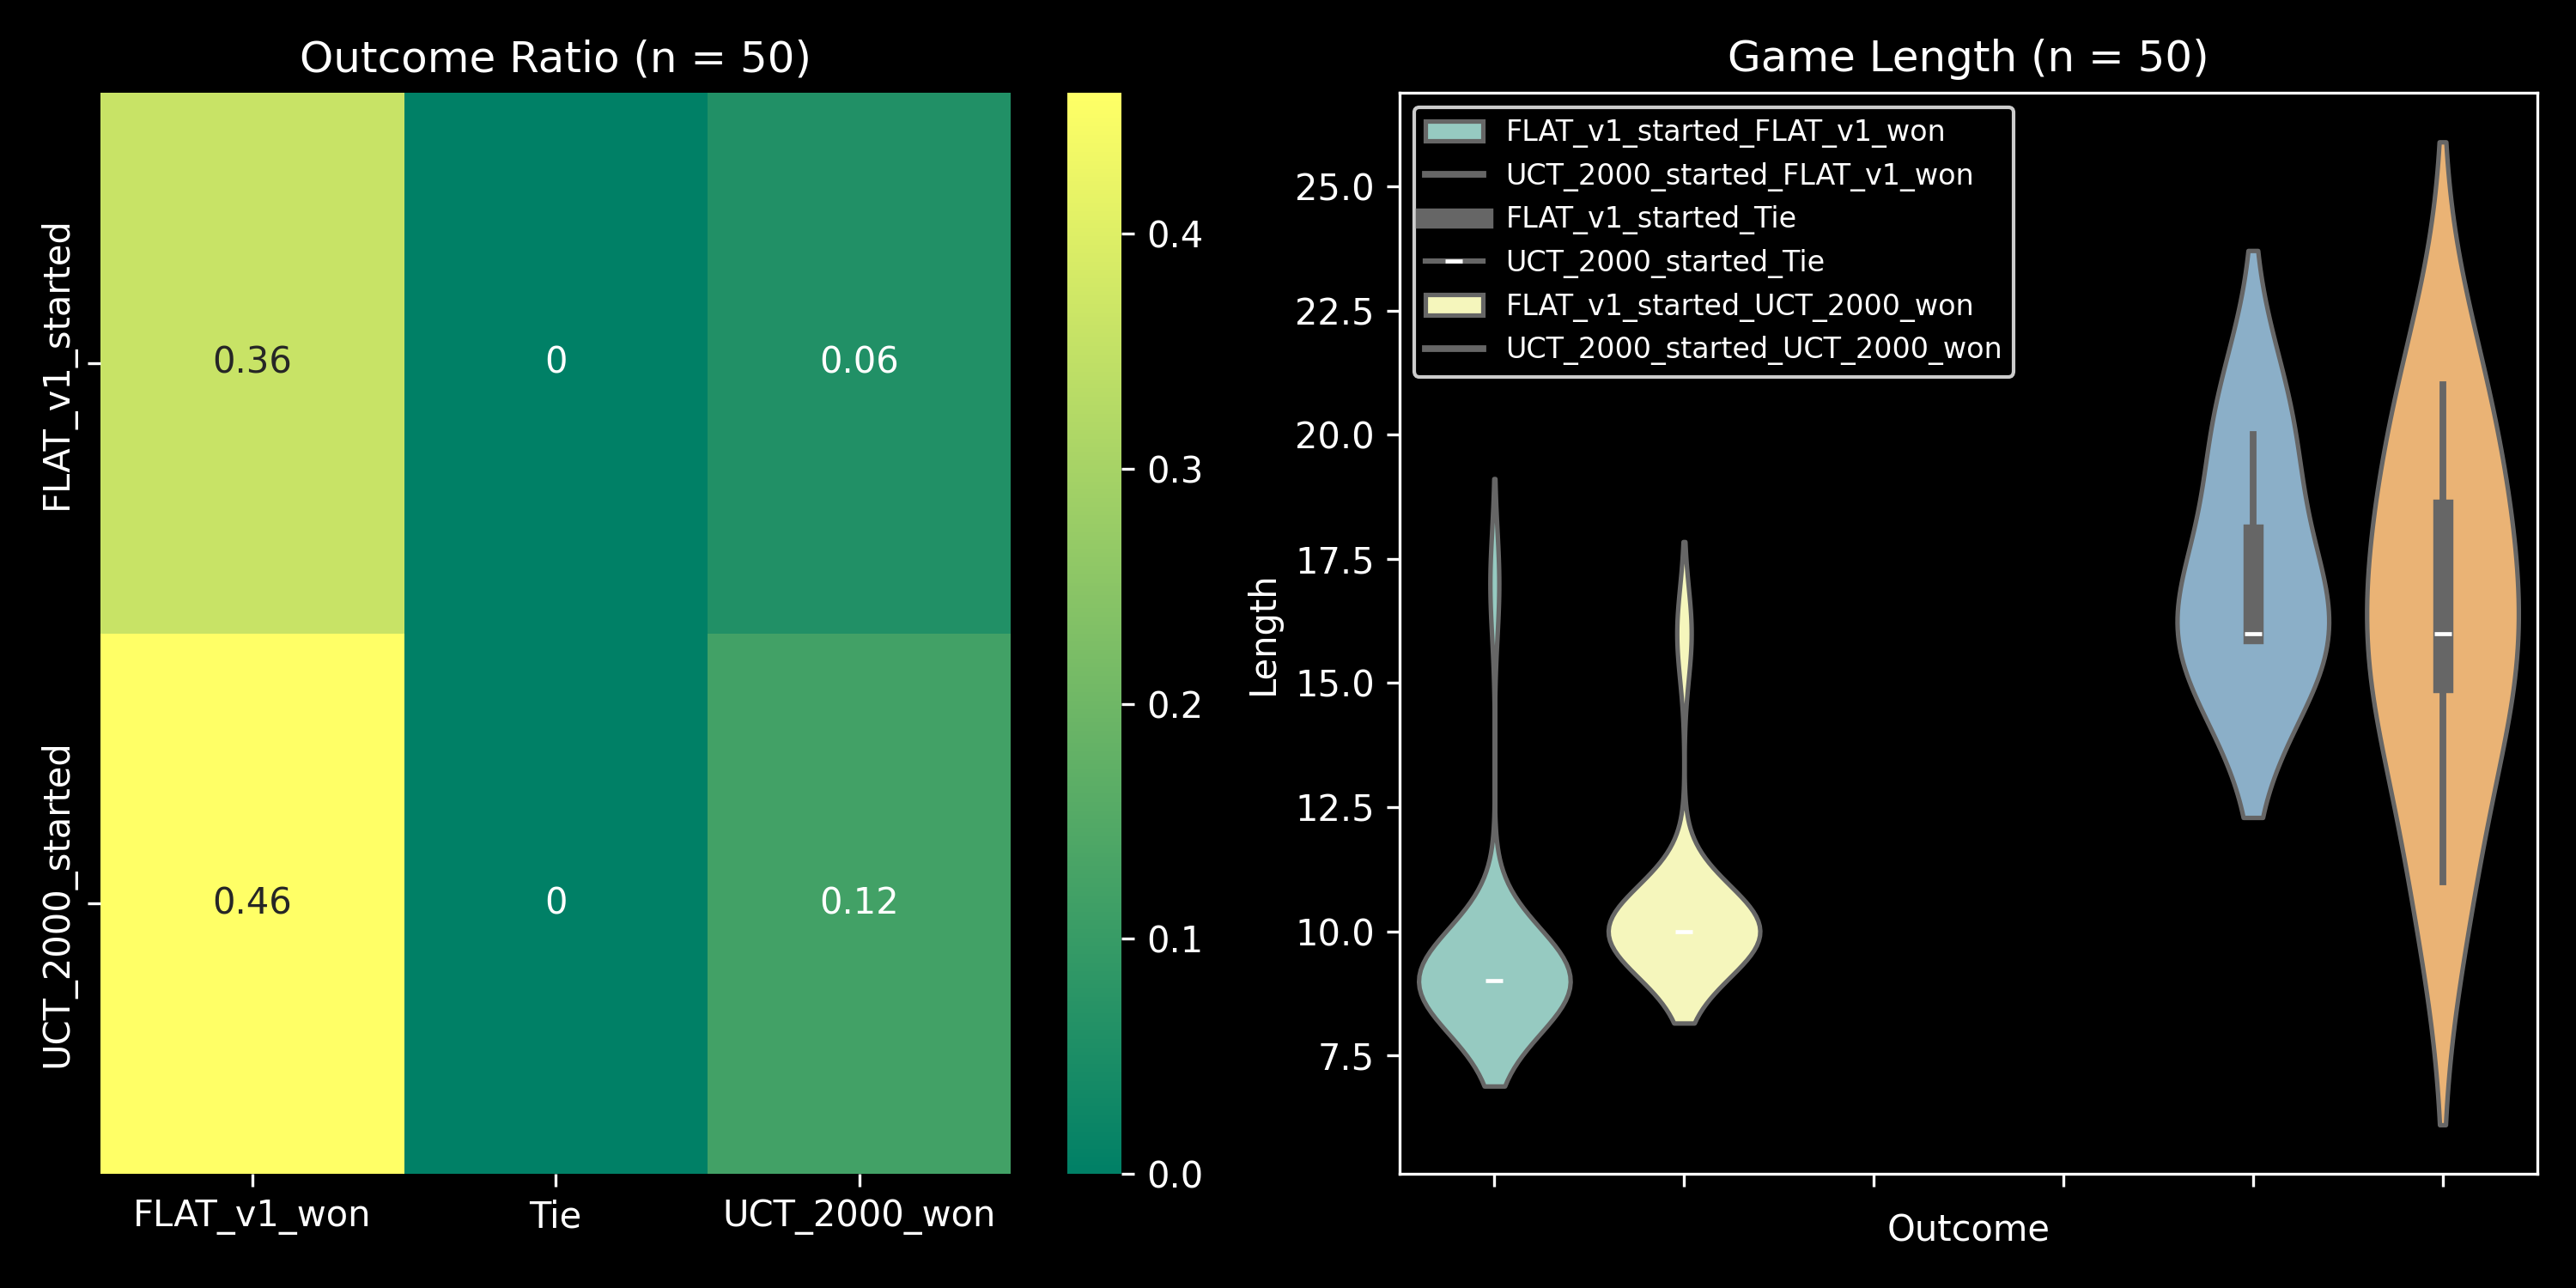 Outcome Ratio (n = 50)
FLAT_v1_started
UCT_2000_started
0.36
0
0.06
0.46
0
0.12
FLAT_v1_won
Tie
UCT_2000_won
0.4
0.3
0.2
0.1
0.0
Game Length (n = 50)
Length
25.0
22.5
20.0
17.5
15.0
12.5
10.0
7.5
FLAT_v1_started_FLAT_v1_won
UCT_2000_started_FLAT_v1_won
FLAT_v1_started_Tie
UCT_2000_started_Tie
FLAT_v1_started_UCT_2000_won
UCT_2000_started_UCT_2000_won
Outcome